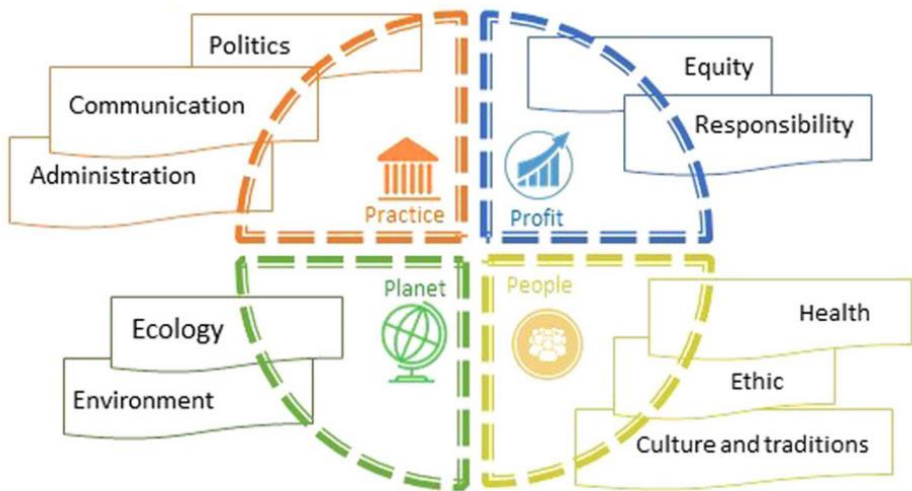 Politics
Communication
Administration
Practice
Equity
Responsibility
Profit
Planet
Ecology
Environment
People
Health
Ethic
Culture and traditions